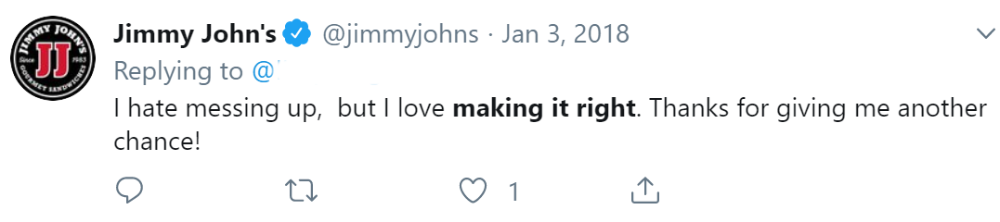 JIMMY JOHN'S
Since JJ 1983
GOURMET SANDWICHES
Jimmy John's @jimmyjohns · Jan 3, 2018
Replying to @
I hate messing up,  but I love making it right. Thanks for giving me another
chance!
1